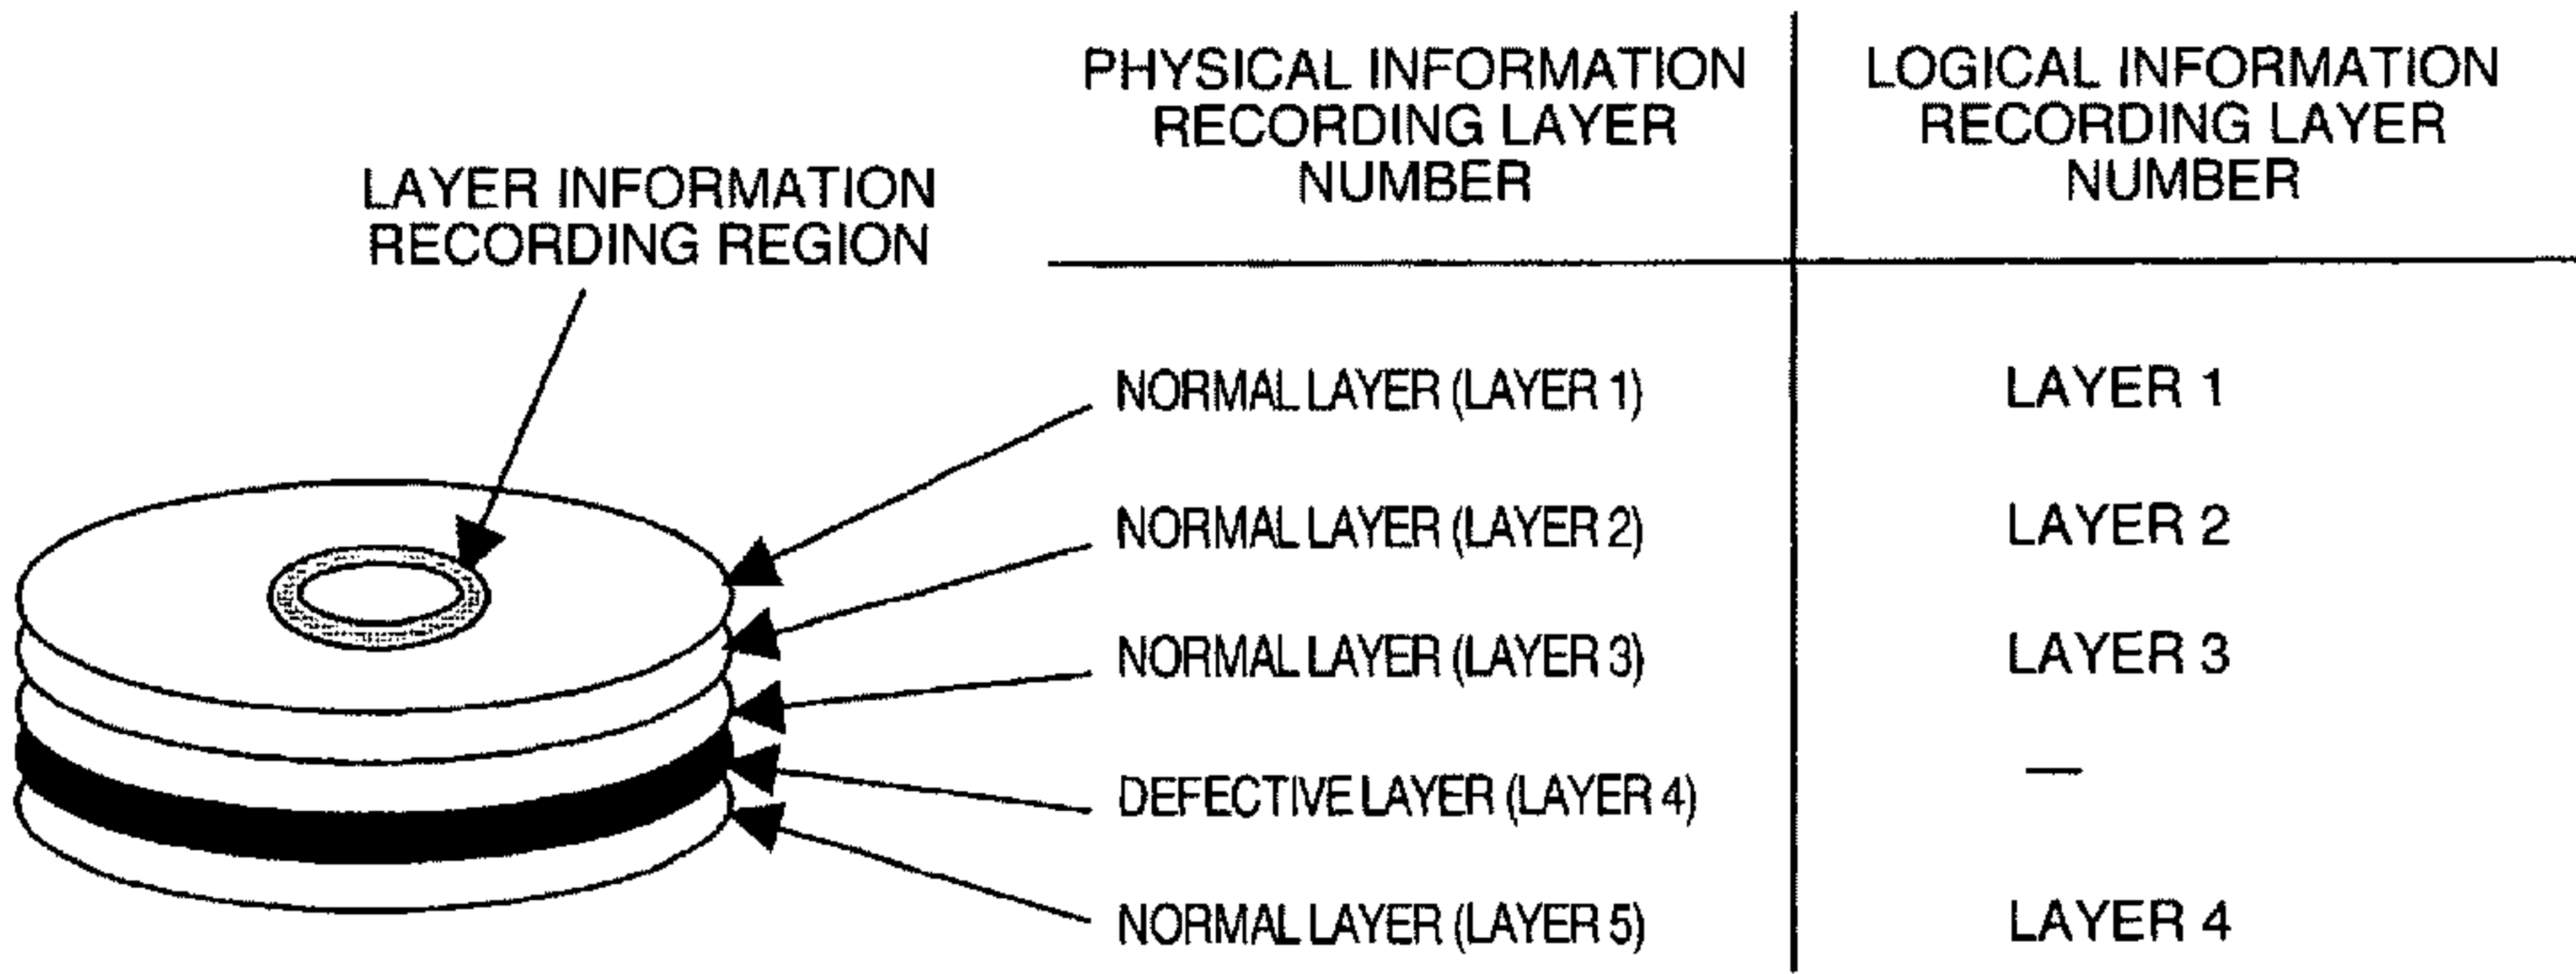 LAYER INFORMATION
RECORDING REGION
PHYSICAL INFORMATION
RECORDING LAYER
NUMBER
LOGICAL INFORMATION
RECORDING LAYER
NUMBER
NORMAL LAYER (LAYER 1)
LAYER 1
NORMAL LAYER (LAYER 2)
LAYER 2
NORMAL LAYER (LAYER 3)
LAYER 3
DEFECTIVE LAYER (LAYER 4)
—
NORMAL LAYER (LAYER 5)
LAYER 4